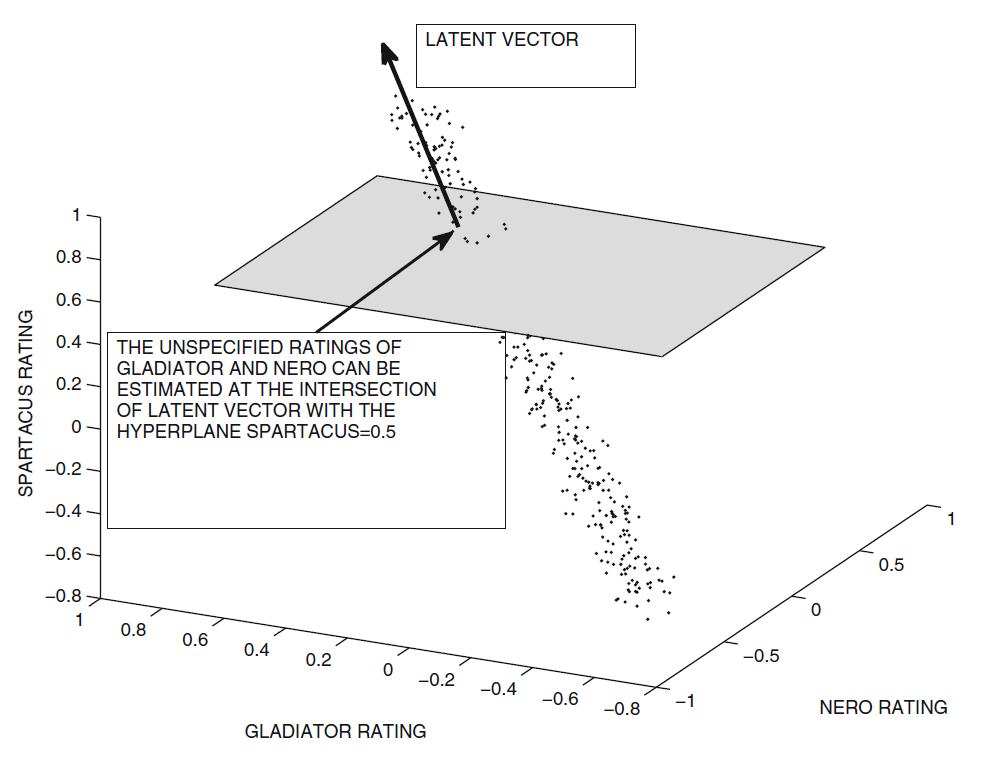 LATENT VECTOR
1
0.8
0.6
0.4
0.2
0
−0.2
−0.4
−0.6
−0.8
SPARTACUS RATING
THE UNSPECIFIED RATINGS OF
GLADIATOR AND NERO CAN BE
ESTIMATED AT THE INTERSECTION
OF LATENT VECTOR WITH THE
HYPERPLANE SPARTACUS=0.5
1
0.8
0.6
0.4
0.2
0
−0.2
−0.4
−0.6
−0.8
GLADIATOR RATING
−1
−0.5
0
0.5
1
NERO RATING